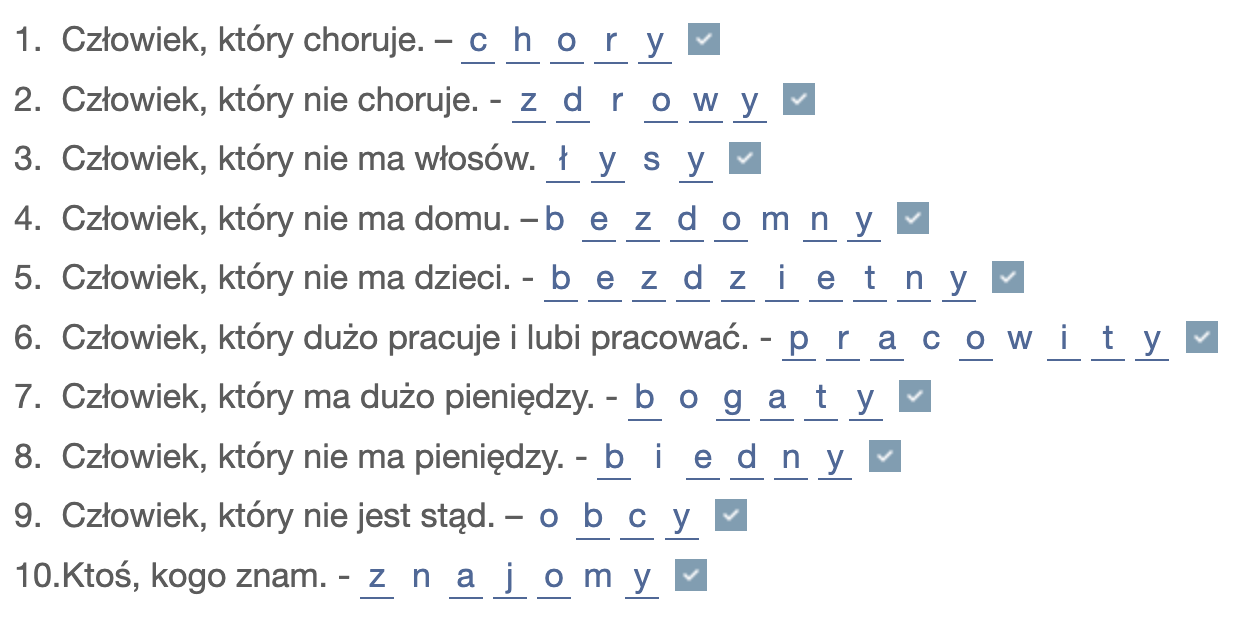 1. Człowiek, który choruje. – c h o r y
2. Człowiek, który nie choruje. - z d r o w y
3. Człowiek, który nie ma włosów. ł y s y
4. Człowiek, który nie ma domu. – b e z d o m n y
5. Człowiek, który nie ma dzieci. - b e z d z i e t n y
6. Człowiek, który dużo pracuje i lubi pracować. - p r a c o w i t y
7. Człowiek, który ma dużo pieniędzy. - b o g a t y
8. Człowiek, który nie ma pieniędzy. - b i e d n y
9. Człowiek, który nie jest stąd. – o b c y
10.Ktoś, kogo znam. - z n a j o m y